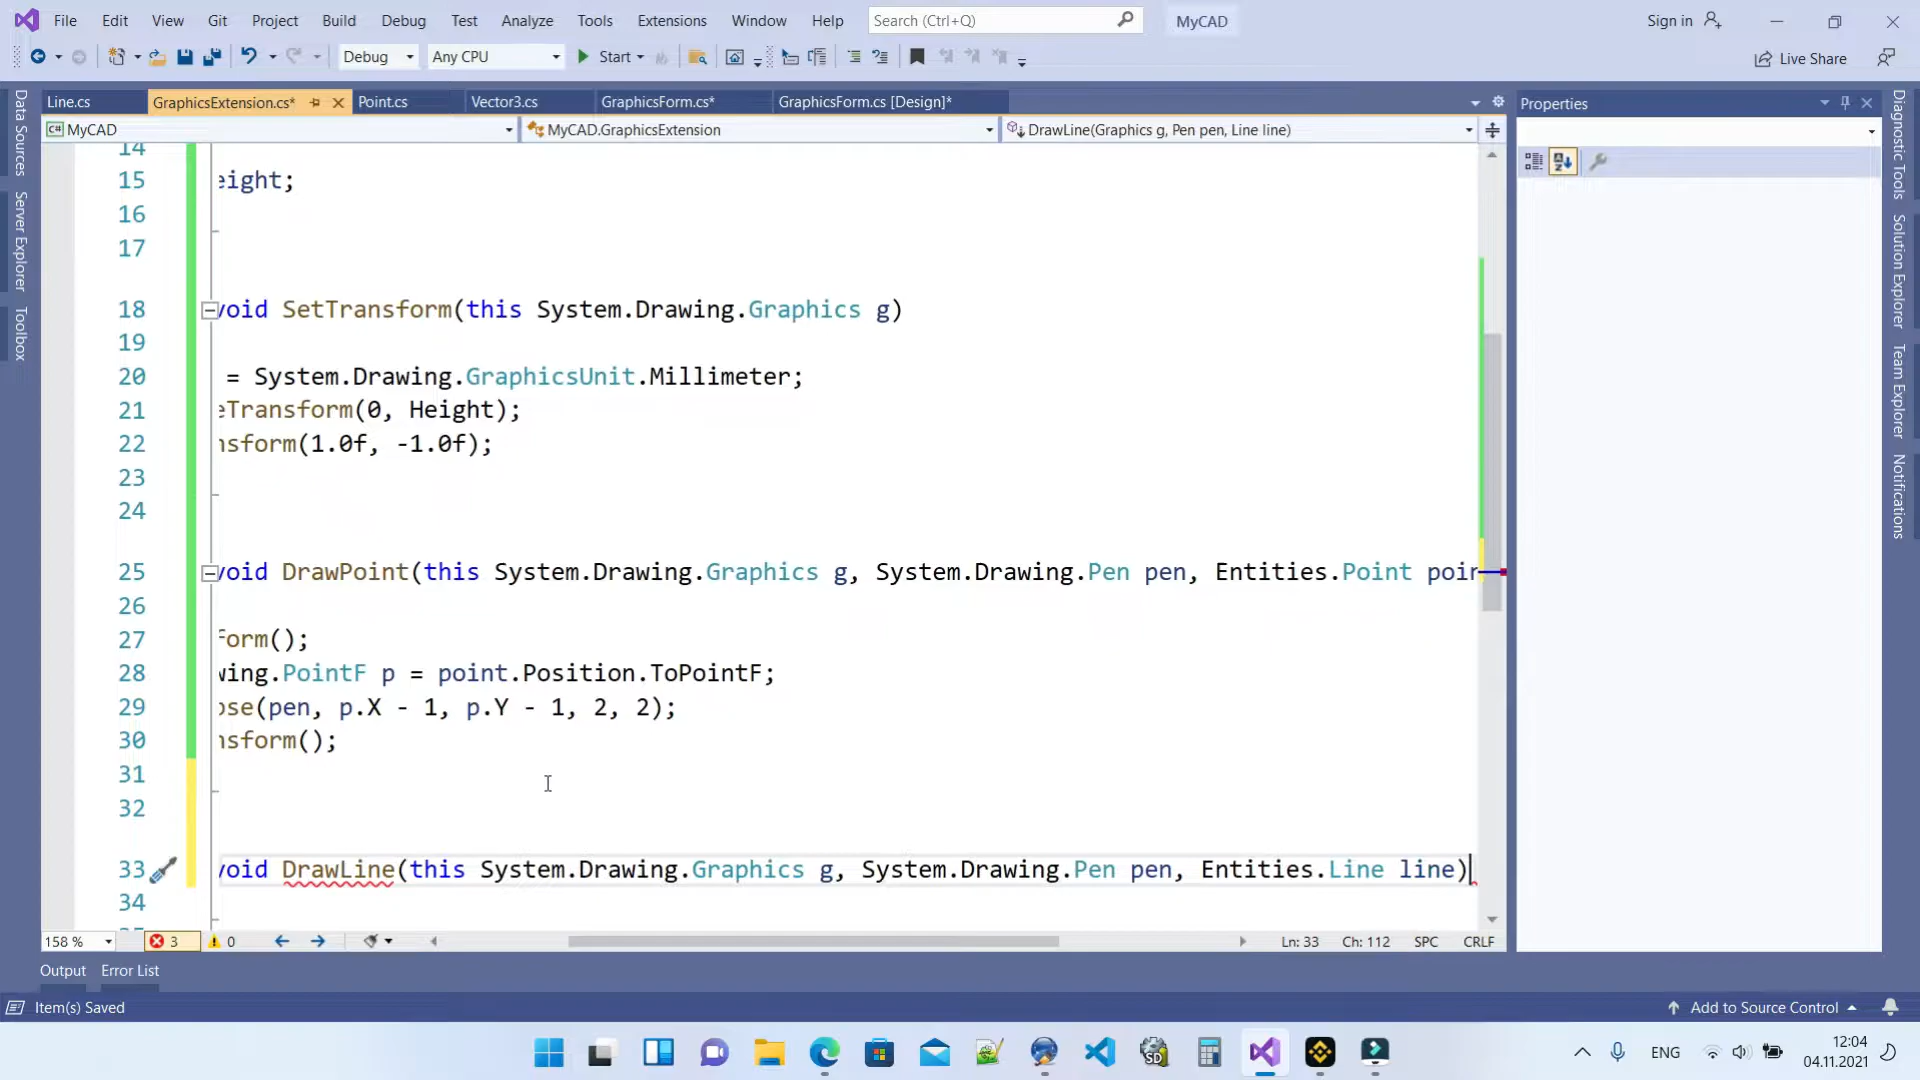 File Edit View Git Project Build Debug Test Analyze Tools Extensions Window Help Search (Ctrl+Q) MyCAD Sign in
Debug Any CPU Start Live Share
Line.cs GraphicsExtension.cs* Point.cs Vector3.cs GraphicsForm.cs* GraphicsForm.cs [Design]* Properties
C# MyCAD MyCAD.GraphicsExtension DrawLine(Graphics g, Pen pen, Line line)
Data Sources
Server Explorer
Toolbox
14
15 eight;
16
17
18 void SetTransform(this System.Drawing.Graphics g)
19
20 = System.Drawing.GraphicsUnit.Millimeter;
21 eTransform(0, Height);
22 nsform(1.0f, -1.0f);
23
24
25 void DrawPoint(this System.Drawing.Graphics g, System.Drawing.Pen pen, Entities.Point poin
26
27 form();
28 wing.PointF p = point.Position.ToPointF;
29 pse(pen, p.X - 1, p.Y - 1, 2, 2);
30 nsform();
31
32
33 void DrawLine(this System.Drawing.Graphics g, System.Drawing.Pen pen, Entities.Line line)
34
158 % 3 0 Ln: 33 Ch: 112 SPC CRLF
Diagnostic Tools
Solution Explorer
Team Explorer
Notifications
Output Error List
Item(s) Saved Add to Source Control
SD ENG 12:04
04.11.2021